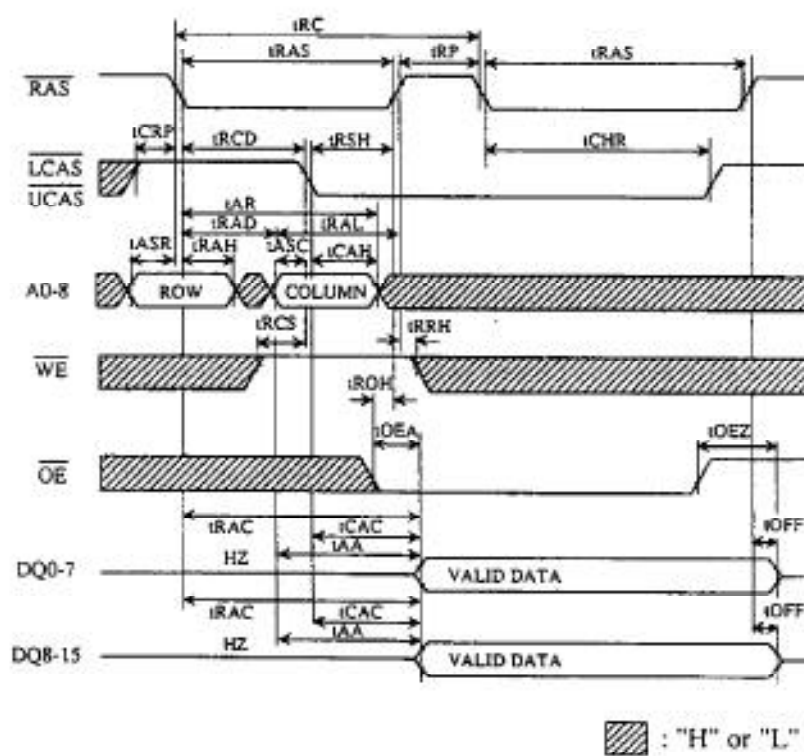 tRC
tRAS tRP tRAS
RAS
tCRP tRCD tRSH tCHR
LCAS
UCAS
tAR
tRAD tRAL
tASR tRAH tASC tCAH
A0-8 ROW COLUMN
tRCS tRRH
WE
tROH
tOEA tOEZ
OE
tRAC tCAC tOFF
HZ tAA
DQ0-7 VALID DATA
tRAC tCAC tOFF
HZ tAA
DQ8-15 VALID DATA
: "H" or "L"